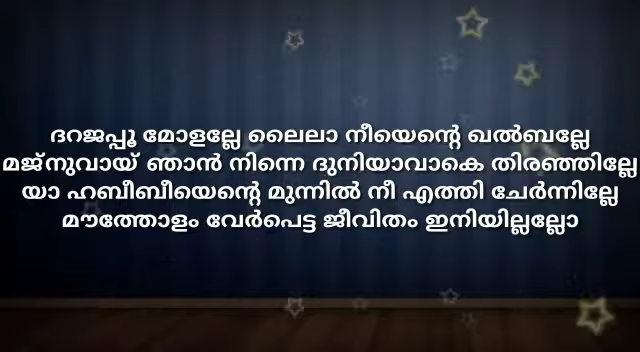 ദറജപ്പൂ മോളല്ലേ ലൈലാ നീയെന്റെ ഖൽബല്ലേ
മജ്നുവായ് ഞാൻ നിന്നെ ദുനിയാവാകെ തിരഞ്ഞില്ലേ
യാ ഹബീബീയെന്റെ മുന്നിൽ നീ എത്തി ചേർന്നില്ലേ
മൗത്തോളം വേർപെട്ട ജീവിതം ഇനിയില്ലല്ലോ